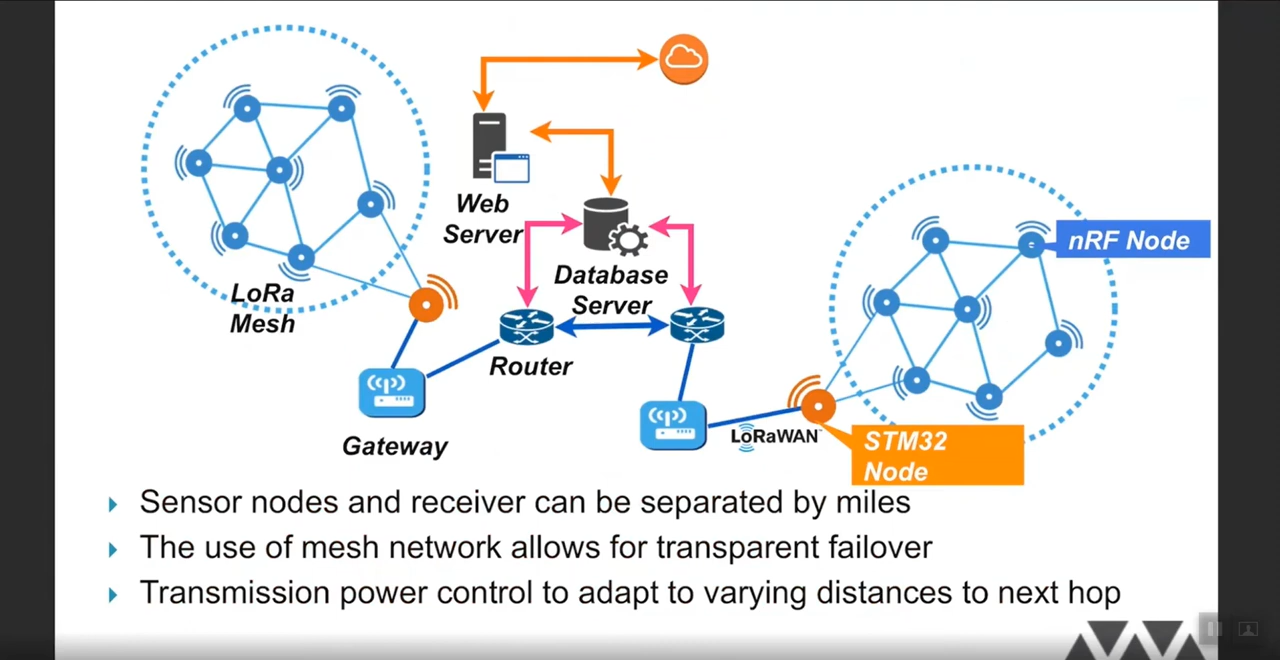 Web
Server
Database
Server
LoRa
Mesh
Router
Gateway
nRF Node
LoRaWAN™
STM32
Node
Sensor nodes and receiver can be separated by miles
The use of mesh network allows for transparent failover
Transmission power control to adapt to varying distances to next hop